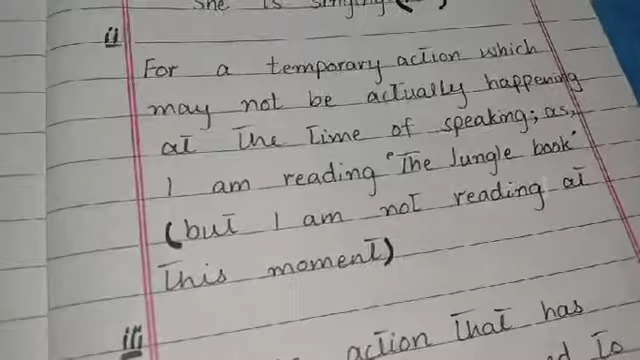 She is singing
ii
For a temporary action which
may not be actually happening
at the time of speaking; as,
I am reading "The Jungle book"
(but I am not reading at
this moment)
iii
action that has
to